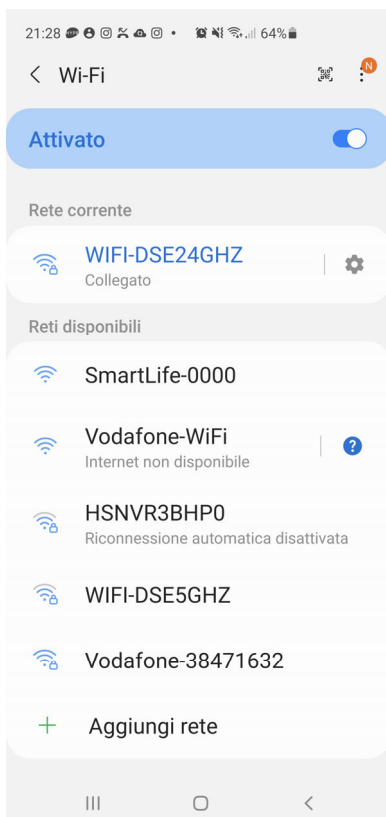 21:28 64%
Wi-Fi
N
Attivato
Rete corrente
WIFI-DSE24GHZ
Collegato
Reti disponibili
SmartLife-0000
Vodafone-WiFi
Internet non disponibile
?
HSNVR3BHP0
Riconnessione automatica disattivata
WIFI-DSE5GHZ
Vodafone-38471632
+ Aggiungi rete